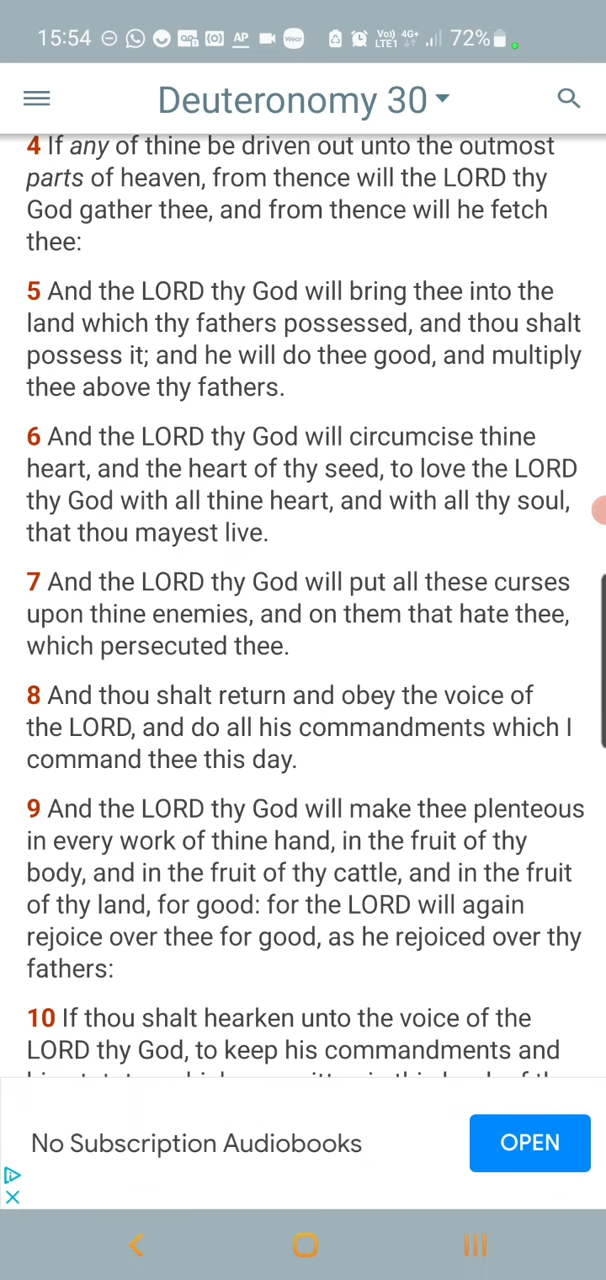 15:54 AP Wear Vo)) LTE1 4G+ 72%
Deuteronomy 30
4 If any of thine be driven out unto the outmost
parts of heaven, from thence will the LORD thy
God gather thee, and from thence will he fetch
thee:
5 And the LORD thy God will bring thee into the
land which thy fathers possessed, and thou shalt
possess it; and he will do thee good, and multiply
thee above thy fathers.
6 And the LORD thy God will circumcise thine
heart, and the heart of thy seed, to love the LORD
thy God with all thine heart, and with all thy soul,
that thou mayest live.
7 And the LORD thy God will put all these curses
upon thine enemies, and on them that hate thee,
which persecuted thee.
8 And thou shalt return and obey the voice of
the LORD, and do all his commandments which I
command thee this day.
9 And the LORD thy God will make thee plenteous
in every work of thine hand, in the fruit of thy
body, and in the fruit of thy cattle, and in the fruit
of thy land, for good: for the LORD will again
rejoice over thee for good, as he rejoiced over thy
fathers:
10 If thou shalt hearken unto the voice of the
LORD thy God, to keep his commandments and
No Subscription Audiobooks
OPEN